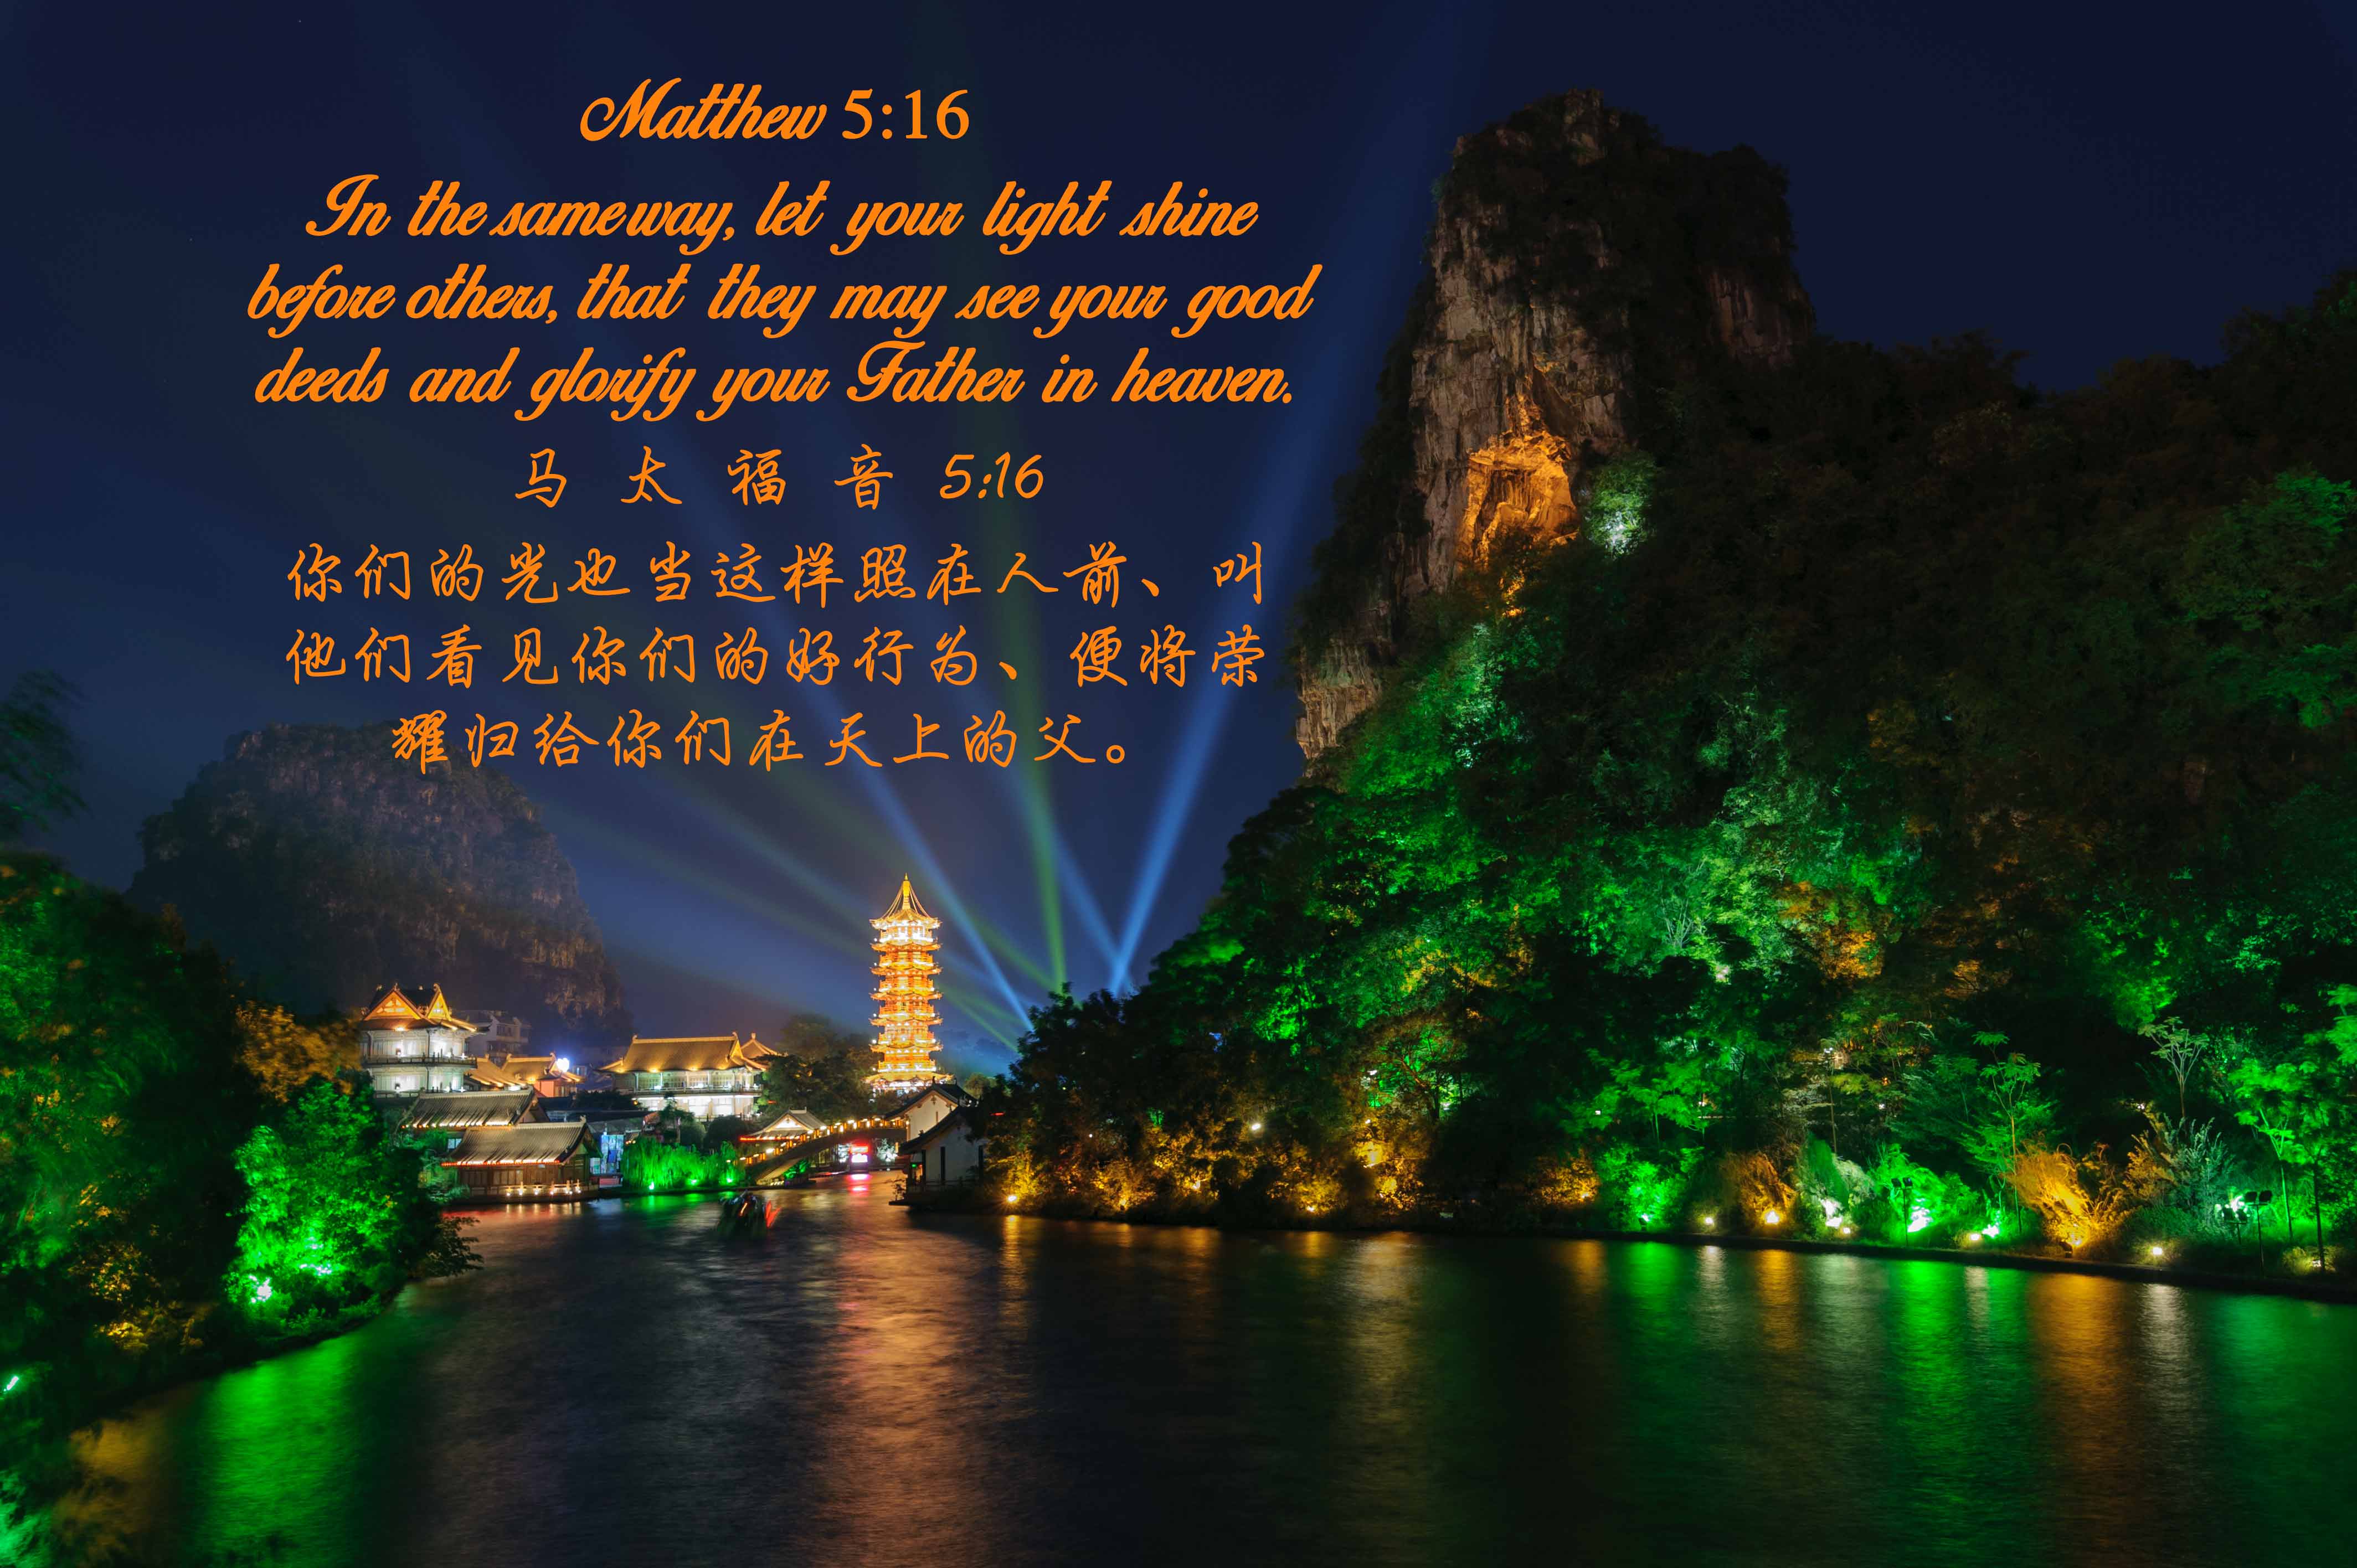 Matthew 5:16
In the same way, let your light shine
before others, that they may see your good
deeds and glorify your Father in heaven.
马太福音 5:16
你们的光也当这样照在人前、叫
他们看见你们的好行为、便将荣
耀归给你们在天上的父。